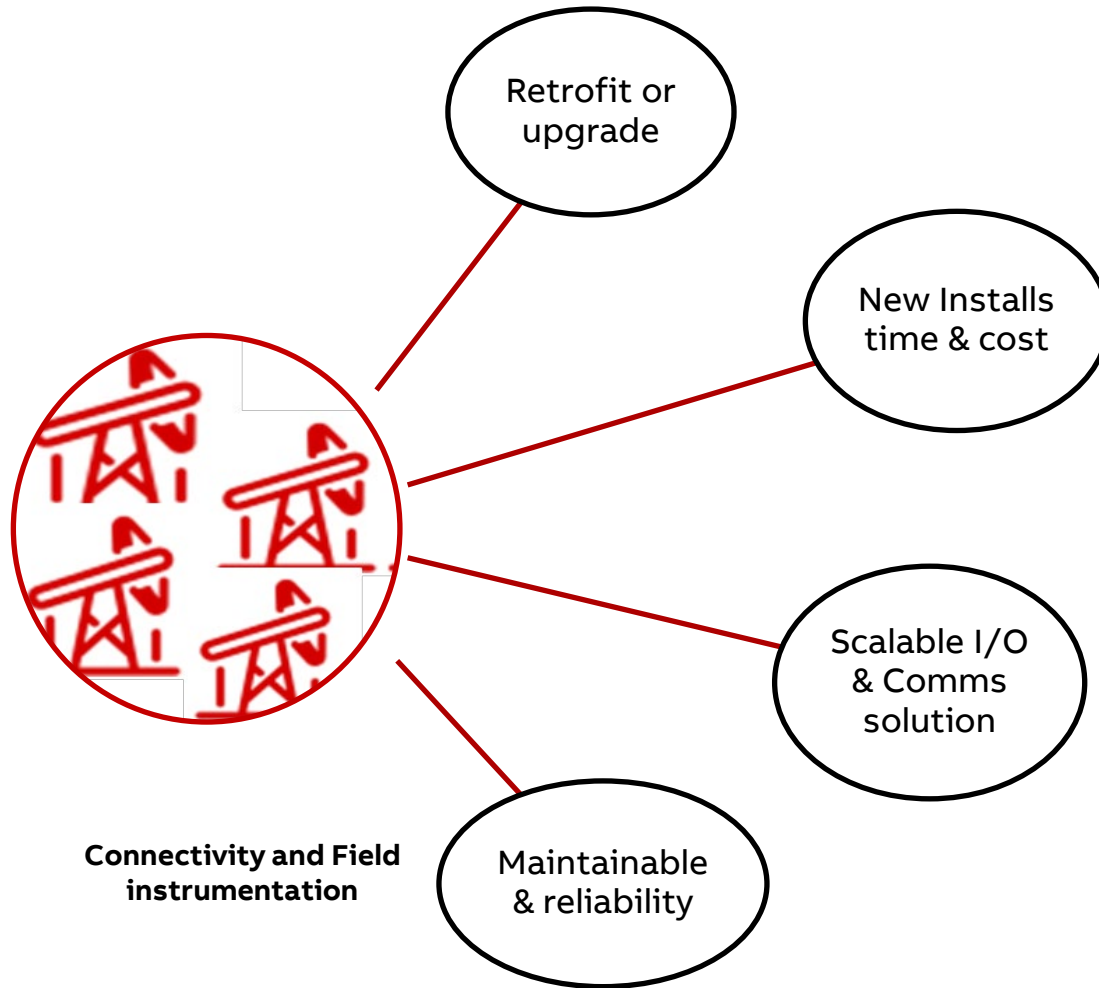 Retrofit or
upgrade
New Installs
time & cost
Scalable I/O
& Comms
solution
Connectivity and Field
instrumentation
Maintainable
& reliability